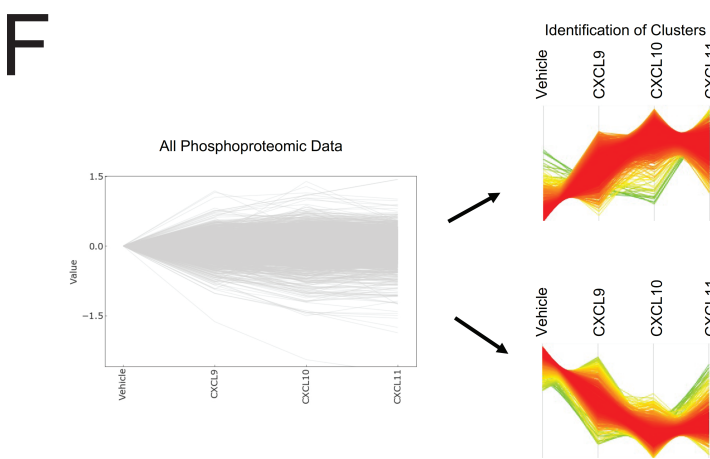 F
Identification of Clusters
Vehicle
CXCL9
CXCL10
All Phosphoproteomic Data
1.5
0.0
−1.5
Value
Vehicle
CXCL9
CXCL10
CXCL11
Vehicle
CXCL9
CXCL10